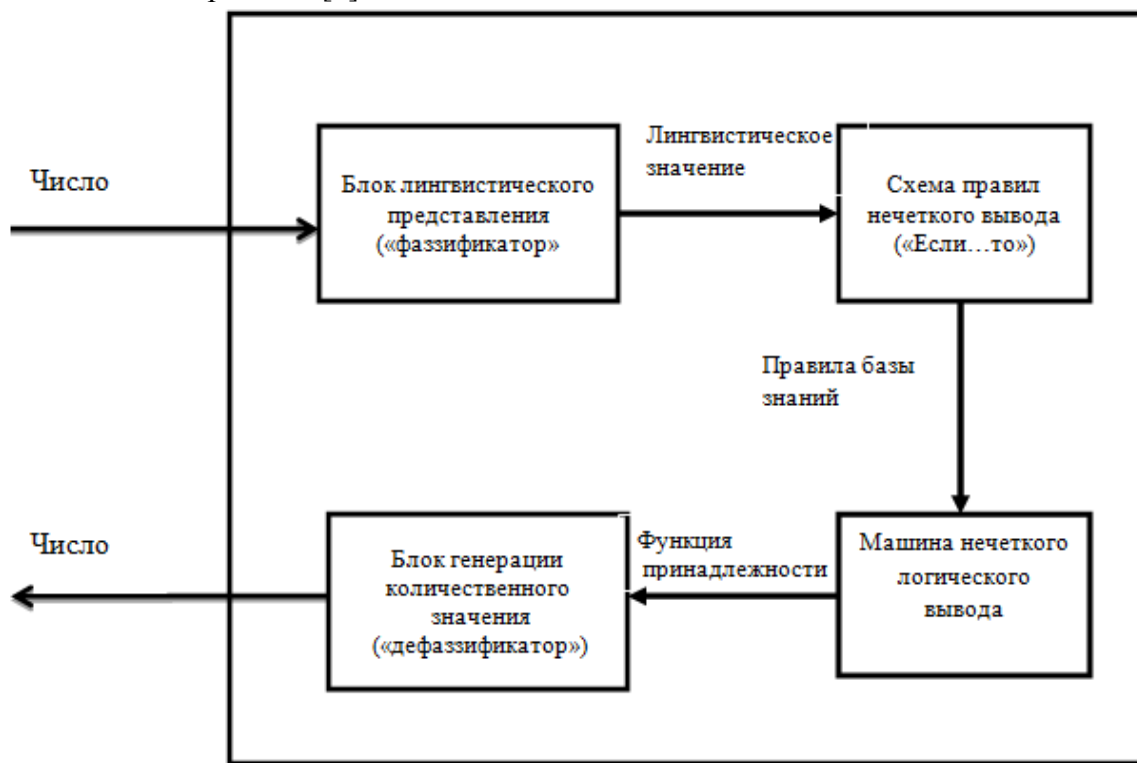 Число
Блок лингвистического
представления
(«фаззификатор»
Лингвистическое
значение
Схема правил
нечеткого вывода
(«Если…то»)
Правила базы
знаний
Число
Блок генерации
количественного
значения
(«дефаззификатор»)
Функция
принадлежности
Машина нечеткого
логического
вывода